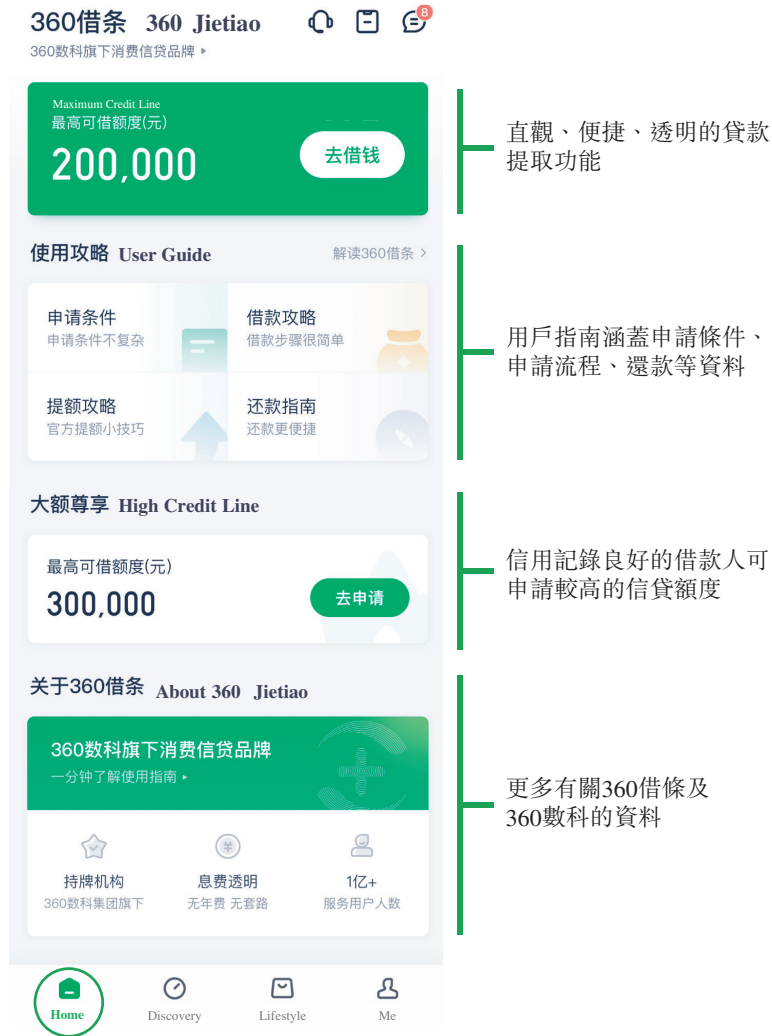 360借条 360 Jietiao
8
360数科旗下消费信贷品牌
Maximum Credit Line
最高可借额度(元)
200,000
去借钱
直觀、便捷、透明的貸款
提取功能
使用攻略 User Guide
解读360借条
申请条件
申请条件不复杂
借款攻略
借款步骤很简单
提额攻略
官方提额小技巧
还款指南
还款更便捷
用戶指南涵蓋申請條件、
申請流程、還款等資料
大额尊享 High Credit Line
最高可借额度(元)
300,000
去申请
信用記錄良好的借款人可
申請較高的信貸額度
关于360借条 About 360 Jietiao
360数科旗下消费信贷品牌
一分钟了解使用指南
持牌机构
360数科集团旗下
息费透明
无年费 无套路
1亿+
服务用户人数
更多有關360借條及
360數科的資料
Home
Discovery
Lifestyle
Me